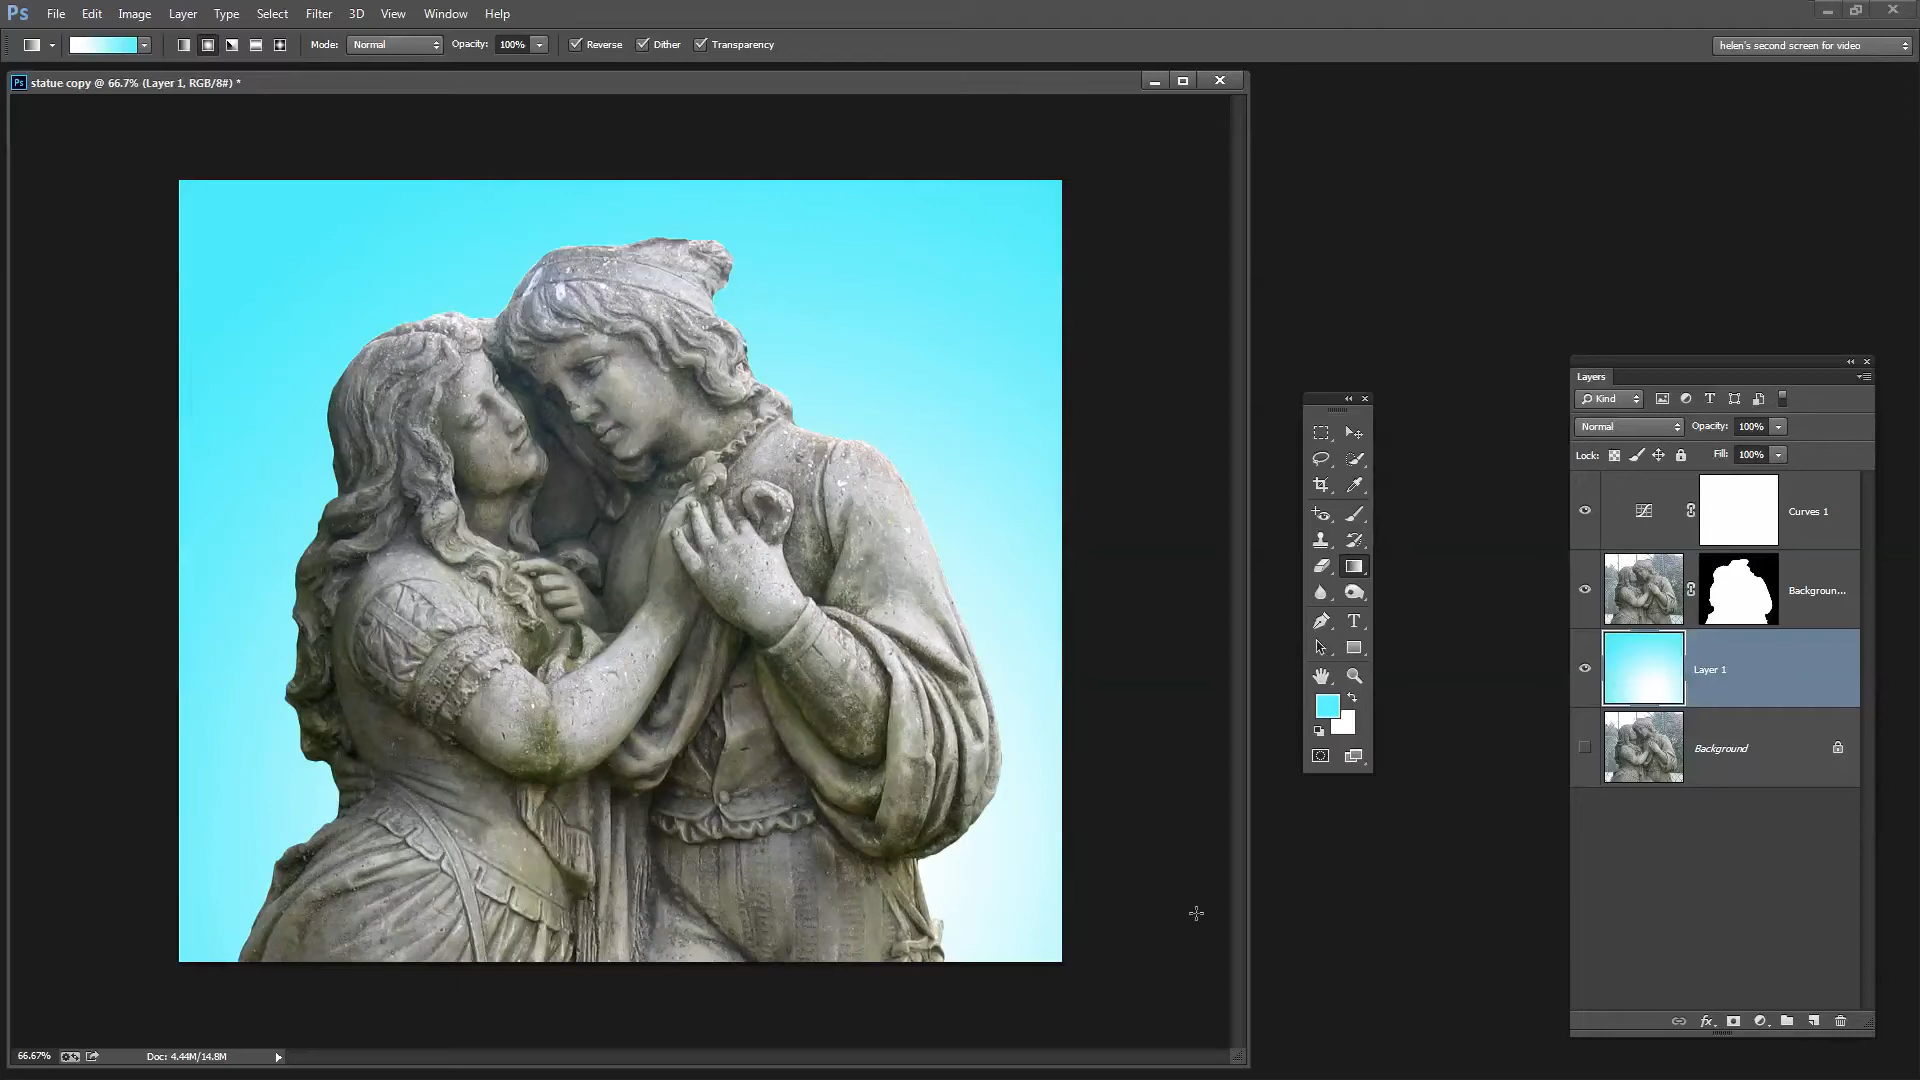 Ps File Edit Image Layer Type Select Filter 3D View Window Help
Mode: Normal Opacity: 100% Reverse Dither Transparency helen's second screen for video
Ps statue copy @ 66.7% (Layer 1, RGB/8#) *
Layers
Kind
Normal Opacity: 100%
Lock: Fill: 100%
Curves 1
Backgroun...
Layer 1
Background
fx
66.67% Doc: 4.44M/14.8M